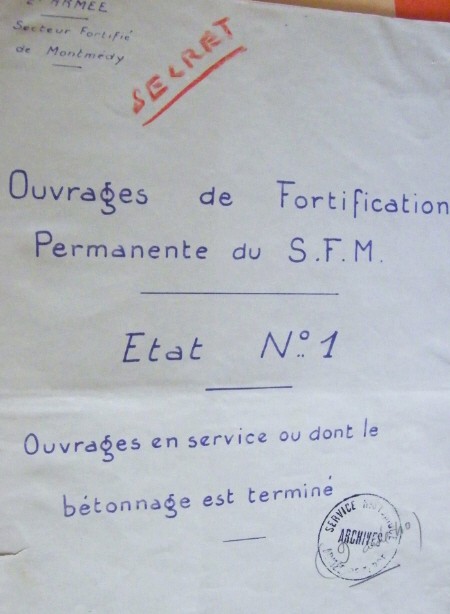 ARMÉE
Secteur Fortifié
de Montmédy
SECRET
Ouvrages de Fortification
Permanente du S.F.M.
Etat N° 1
Ouvrages en service ou dont le
bétonnage est terminé
SERVICE
ARCHIVES